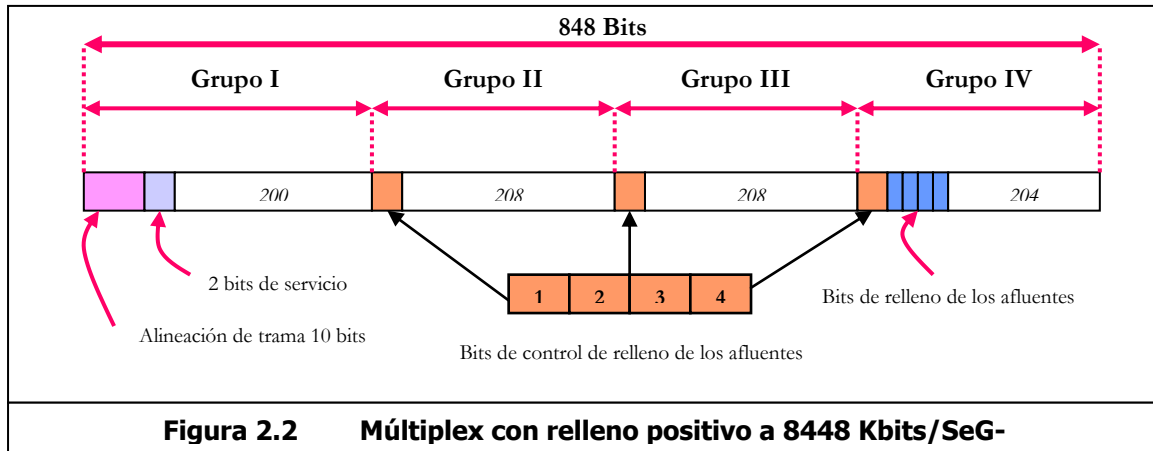 848 Bits
Grupo I Grupo II Grupo III Grupo IV
200 208 208 204
1 2 3 4
2 bits de servicio
Bits de relleno de los afluentes
Alineación de trama 10 bits
Bits de control de relleno de los afluentes
Figura 2.2 Múltiplex con relleno positivo a 8448 Kbits/SeG-